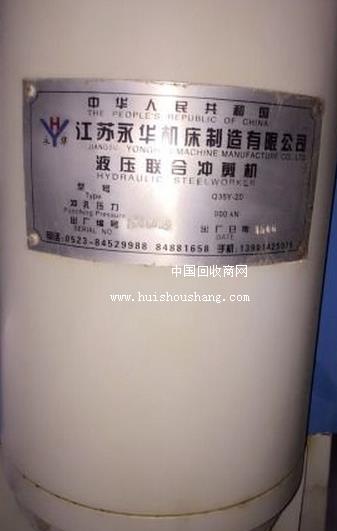 中华人民共和国
THE PEOPLE'S REPUBLIC OF CHINA
永华
江苏永华机床制造有限公司
JIANGSU YONGHUA MACHINE MANUFACTURE CO.,LTD
液压联合冲剪机
HYDRAULIC STEELWORKER
型号 Q35Y-20
Type
冲孔压力 900 kN
Punching Pressure
出厂编号 出厂日期
SERIAL NO DATE
电话:0523-84529988 84881658 手机:13901425075
中国回收商网
www.huishoushang.com